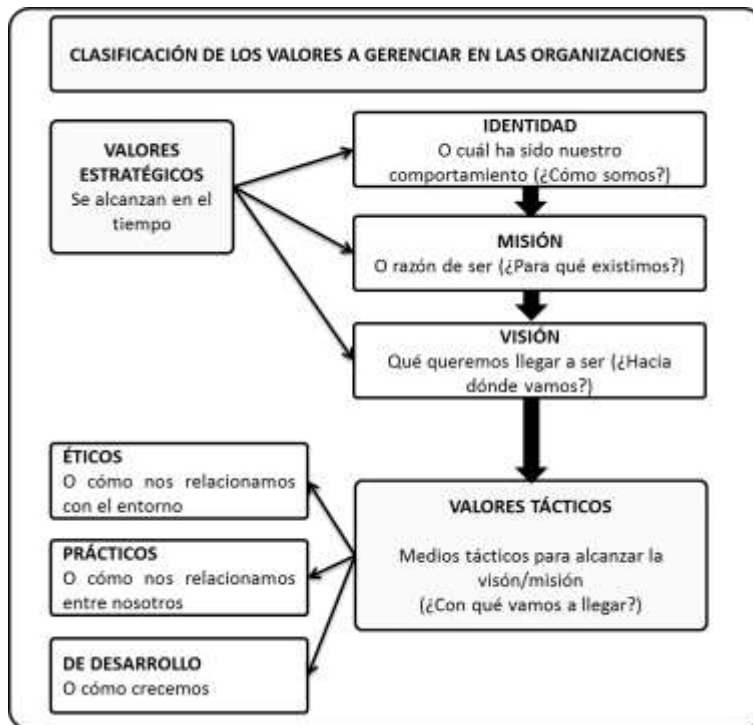 CLASIFICACIÓN DE LOS VALORES A GERENCIAR EN LAS ORGANIZACIONES
VALORES
ESTRATÉGICOS
Se alcanzan en el
tiempo
IDENTIDAD
O cuál ha sido nuestro
comportamiento (¿Cómo somos?)
MISIÓN
O razón de ser (¿Para qué existimos?)
VISIÓN
Qué queremos llegar a ser (¿Hacia
dónde vamos?)
ÉTICOS
O cómo nos relacionamos
con el entorno
PRÁCTICOS
O cómo nos relacionamos
entre nosotros
DE DESARROLLO
O cómo crecemos
VALORES TÁCTICOS
Medios tácticos para alcanzar la
visón/misión
(¿Con qué vamos a llegar?)